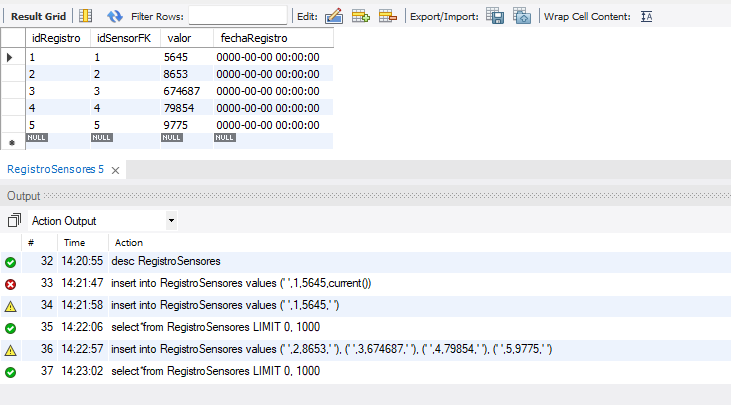 Result Grid Filter Rows: Edit: Export/Import: Wrap Cell Content: IA
idRegistro idSensorFK valor fechaRegistro
1 1 5645 0000-00-00 00:00:00
2 2 8653 0000-00-00 00:00:00
3 3 674687 0000-00-00 00:00:00
4 4 79854 0000-00-00 00:00:00
5 5 9775 0000-00-00 00:00:00
NULL NULL NULL NULL
RegistroSensores 5
Output
Action Output
# Time Action
32 14:20:55 desc RegistroSensores
33 14:21:47 insert into RegistroSensores values (' ',1,5645,current())
34 14:21:58 insert into RegistroSensores values (' ',1,5645,' ')
35 14:22:06 select*from RegistroSensores LIMIT 0, 1000
36 14:22:57 insert into RegistroSensores values (' ',2,8653,' '), (' ',3,674687,' '), (' ',4,79854,' '), (' ',5,9775,' ')
37 14:23:02 select*from RegistroSensores LIMIT 0, 1000